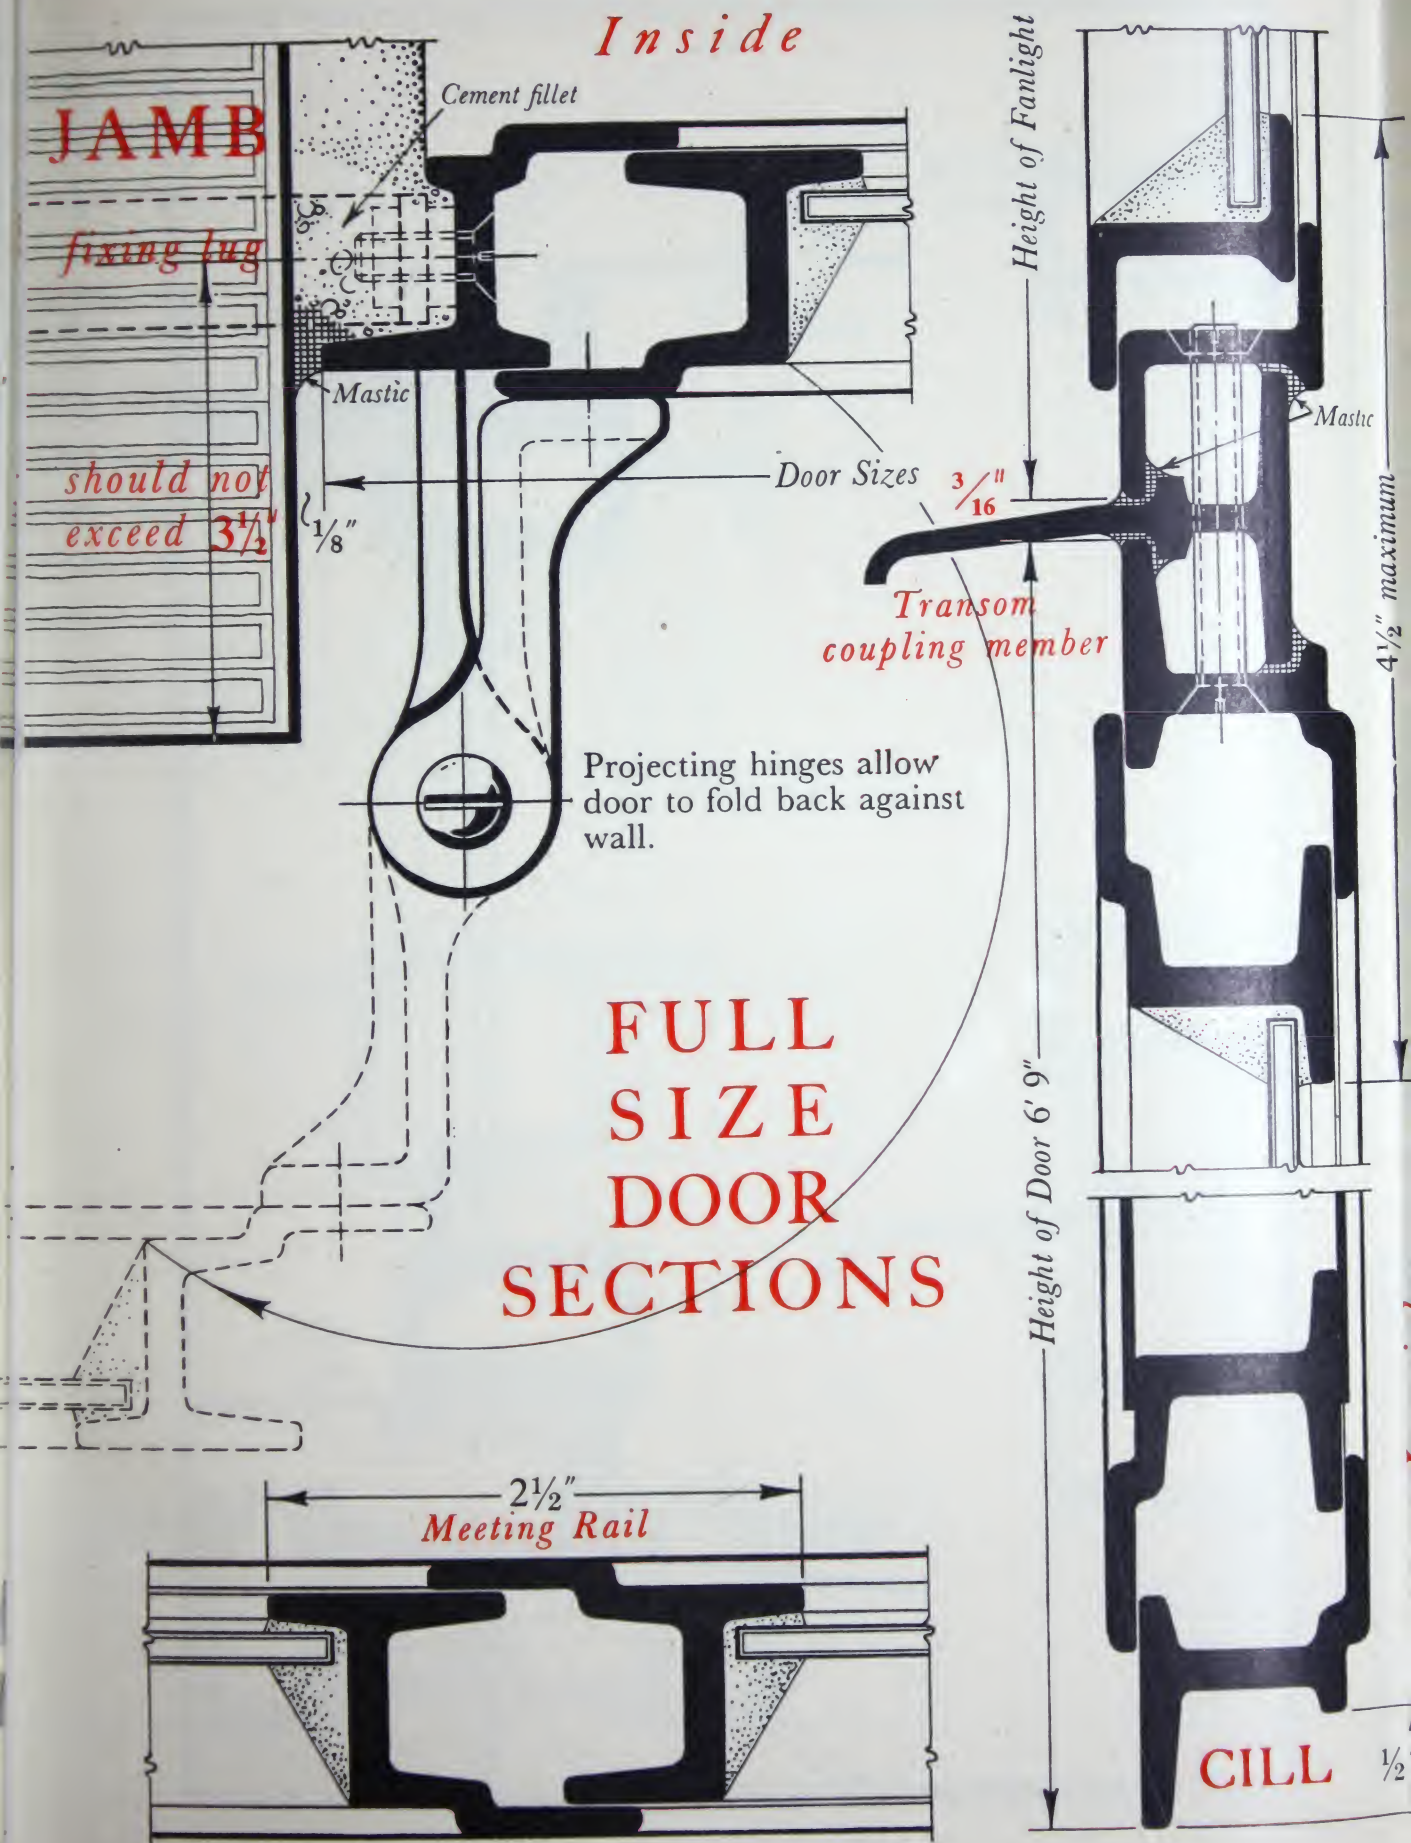 Inside
JAMB
Cement fillet
fixing lug
Mastic
should not
exceed 3½"
⅛"
Door Sizes
Height of Fanlight
3/16"
Mastic
4½" maximum
Transom
coupling member
Projecting hinges allow
door to fold back against
wall.
FULL
SIZE
DOOR
SECTIONS
Height of Door 6' 9"
2½"
Meeting Rail
CILL
½